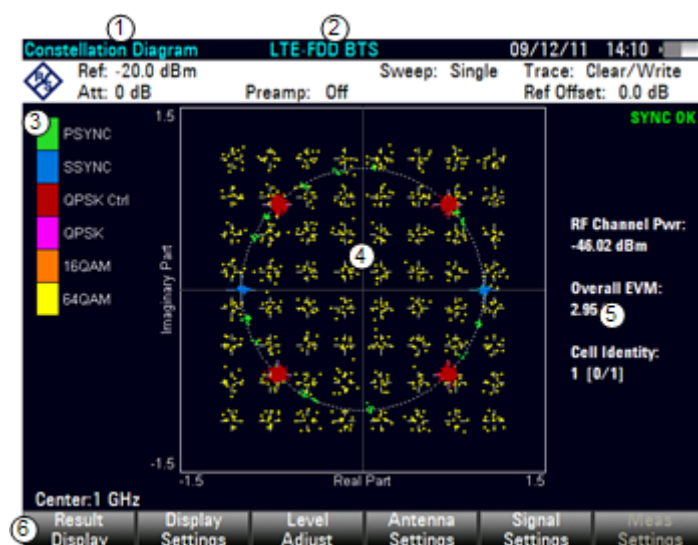 1 2
Constellation Diagram LTE-FDD BTS 09/12/11 14:10
Ref: -20.0 dBm Sweep: Single Trace: Clear/Write
Att: 0 dB Preamp: Off Ref Offset: 0.0 dB
3 1.5 SYNC OK
PSYNC
SSYNC
QPSK Ctrl
QPSK
16QAM
64QAM
Imaginary Part
4
RF Channel Pwr:
-46.02 dBm
Overall EVM:
2.95 5
Cell Identity:
1 [0/1]
-1.5
-1.5 Real Part 1.5
Center:1 GHz
6 Result Display Level Antenna Signal Meas
Display Settings Adjust Settings Settings Settings